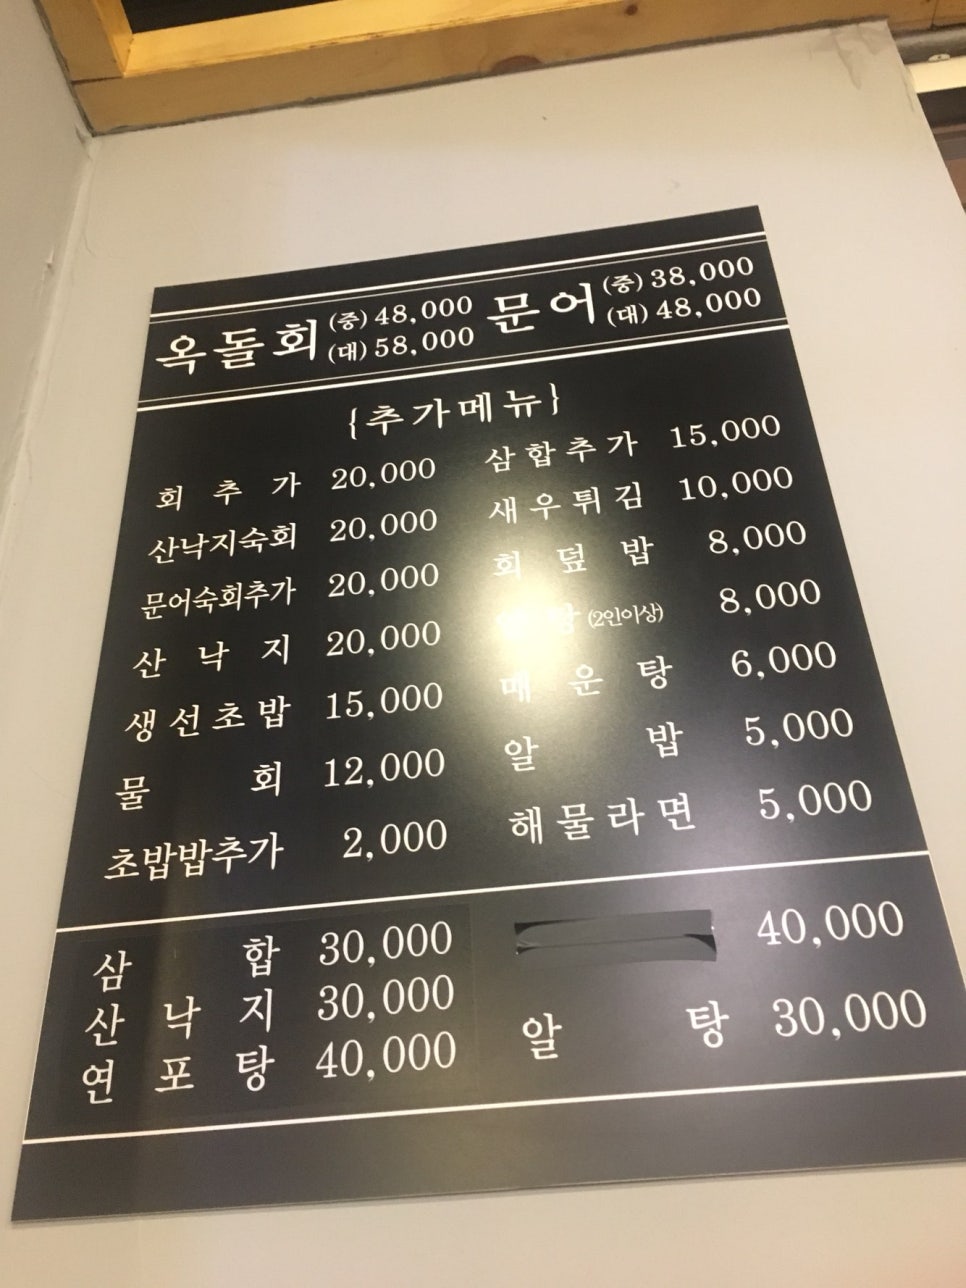 옥돌회 (중) 48,000 (대) 58,000
문어 (중) 38,000 (대) 48,000
{추가메뉴}
회추가 20,000
산낙지숙회 20,000
문어숙회추가 20,000
산낙지 20,000
생선초밥 15,000
물회 12,000
초밥밥추가 2,000
삼합추가 15,000
새우튀김 10,000
회덮밥 8,000
탕 (2인이상) 8,000
매운탕 6,000
알밥 5,000
해물라면 5,000
삼합 30,000
산낙지 30,000
연포탕 40,000
40,000
알탕 30,000